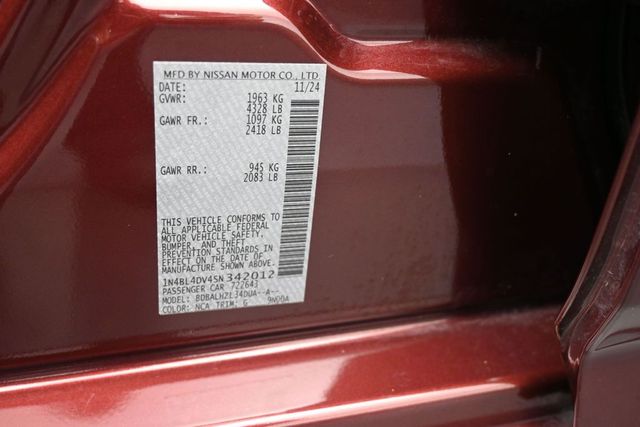 MFD BY NISSAN MOTOR CO., LTD
DATE: 11/24
GVWR: 1963 KG
4328 LB
GAWR FR.: 1097 KG
2418 LB
GAWR RR.: 945 KG
2083 LB
THIS VEHICLE CONFORMS TO
ALL APPLICABLE FEDERAL
MOTOR VEHICLE SAFETY,
BUMPER, AND THEFT
PREVENTION STANDARDS IN
EFFECT ON THE DATE OF
MANUFACTURE SHOWN ABOVE.
1N4BL4DV4SN342012
PASSENGER CAR 722643
MODEL: BDBALHZL34DUA--A--
COLOR: NCA TRIM: G